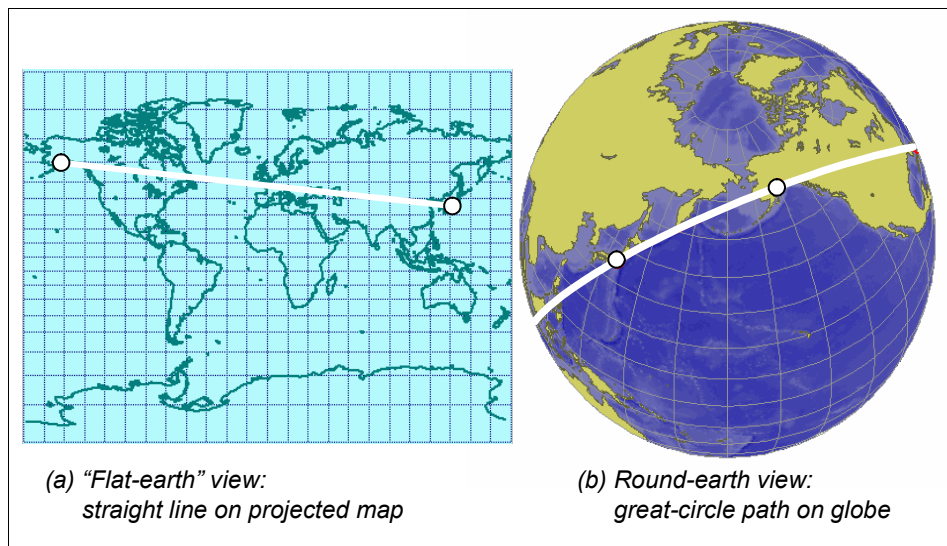 (a) “Flat-earth” view:
straight line on projected map
(b) Round-earth view:
great-circle path on globe